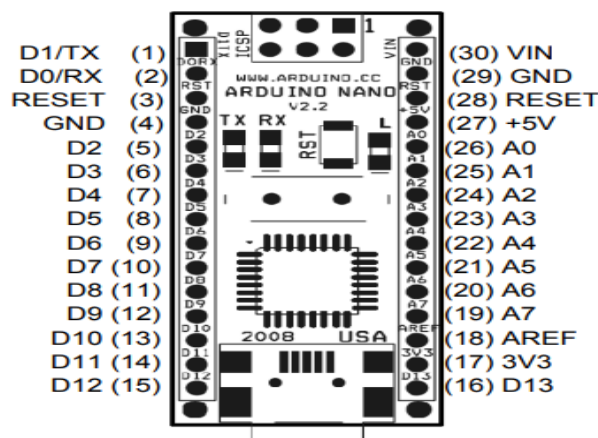 D1/TX (1)
D0/RX (2)
RESET (3)
GND (4)
D2 (5)
D3 (6)
D4 (7)
D5 (8)
D6 (9)
D7 (10)
D8 (11)
D9 (12)
D10 (13)
D11 (14)
D12 (15)
D1TX
ICSP
1
VIN
DORX
RST
GND
D2
D3
D4
D5
D6
D7
D8
D9
D10
D11
D12
WWW.ARDUINO.CC
ARDUINO NANO
V2.2
TX RX
RST
L
2008 USA
GND
RST
+5V
A0
A1
A2
A3
A4
A5
A6
A7
AREF
3V3
D13
(30) VIN
(29) GND
(28) RESET
(27) +5V
(26) A0
(25) A1
(24) A2
(23) A3
(22) A4
(21) A5
(20) A6
(19) A7
(18) AREF
(17) 3V3
(16) D13